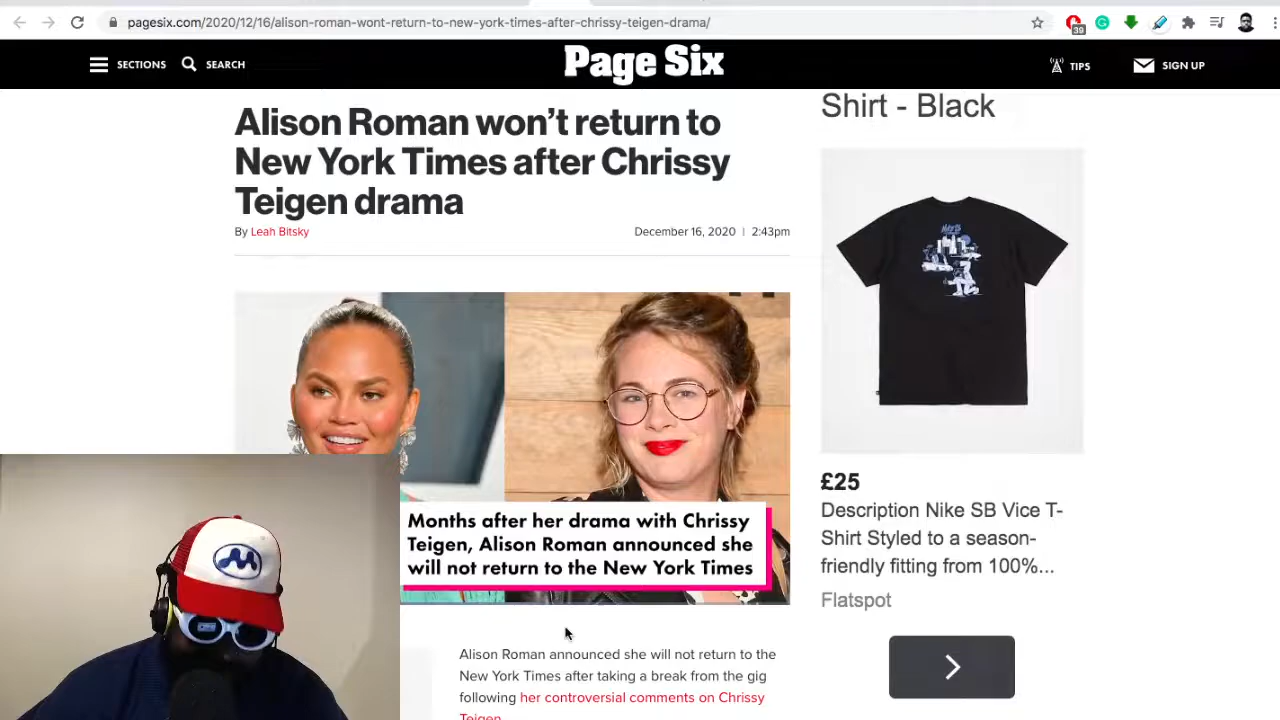 pagesix.com/2020/12/16/alison-roman-wont-return-to-new-york-times-after-chrissy-teigen-drama/
39
SECTIONS
SEARCH
Page Six
TIPS
SIGN UP
Alison Roman won't return to
New York Times after Chrissy
Teigen drama
By Leah Bitsky
December 16, 2020 | 2:43pm
Months after her drama with Chrissy
Teigen, Alison Roman announced she
will not return to the New York Times
Alison Roman announced she will not return to the
New York Times after taking a break from the gig
following her controversial comments on Chrissy
Teigen.
Shirt - Black
£25
Description Nike SB Vice T-
Shirt Styled to a season-
friendly fitting from 100%...
Flatspot